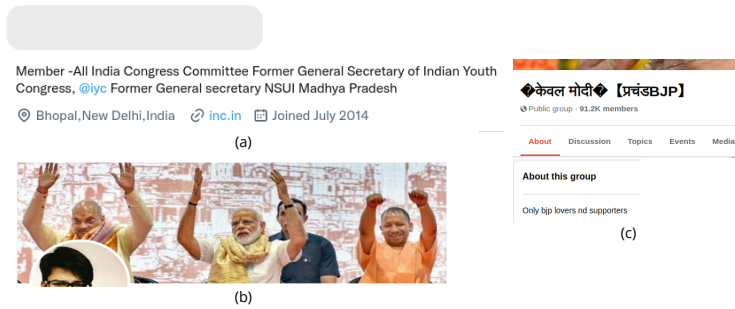 Member -All India Congress Committee Former General Secretary of Indian Youth
Congress, @iyc Former General secretary NSUI Madhya Pradesh
Bhopal,New Delhi,India inc.in Joined July 2014
(a)
(b)
�केवल मोदी�【प्रचंडBJP】
Public group · 91.2K members
About Discussion Topics Events Media
About this group
Only bjp lovers nd supporters
(c)